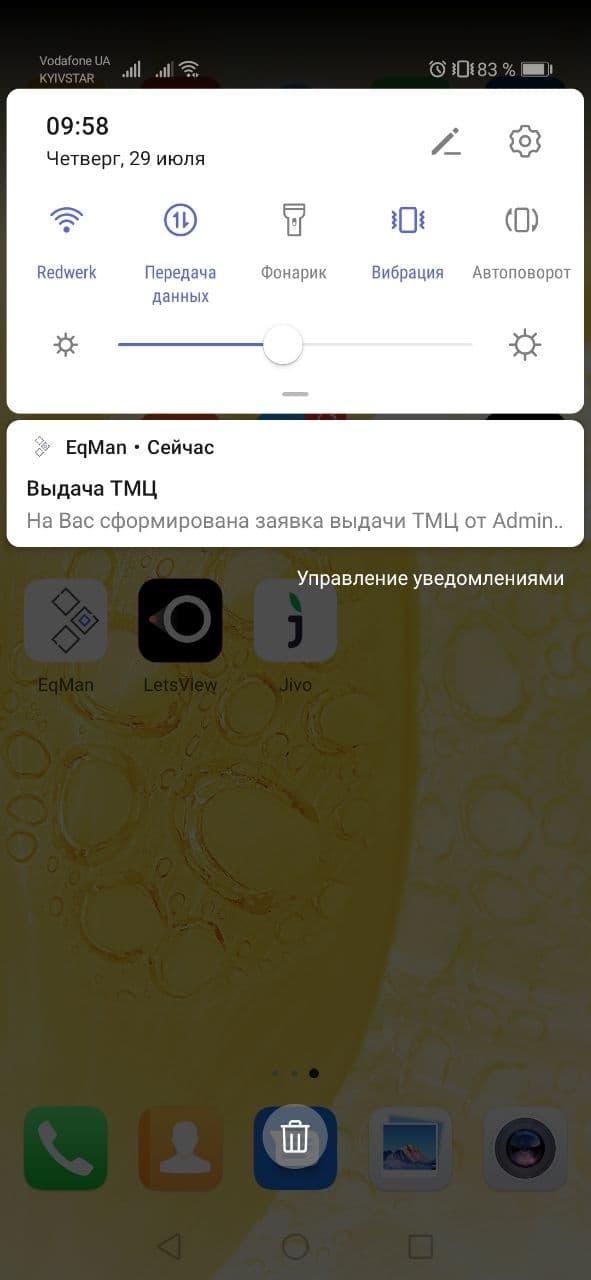 Vodafone UA
KYIVSTAR
83 %
09:58
Четверг, 29 июля
Redwerk
Передача
данных
Фонарик
Вибрация
Автоповорот
EqMan • Сейчас
Выдача ТМЦ
На Вас сформирована заявка выдачи ТМЦ от Admin..
Управление уведомлениями
EqMan
LetsView
Jivo